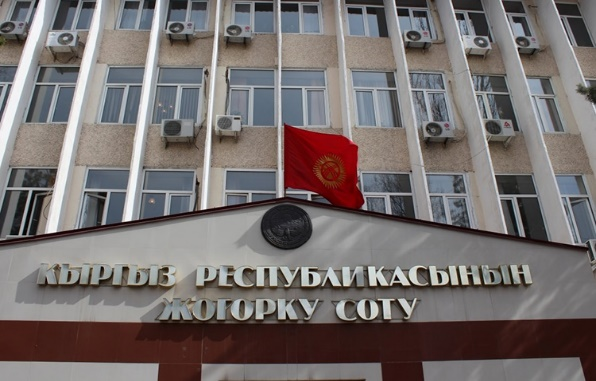 КЫРГЫЗ РЕСПУБЛИКАСЫНЫН
ЖОГОРКУ СОТУ